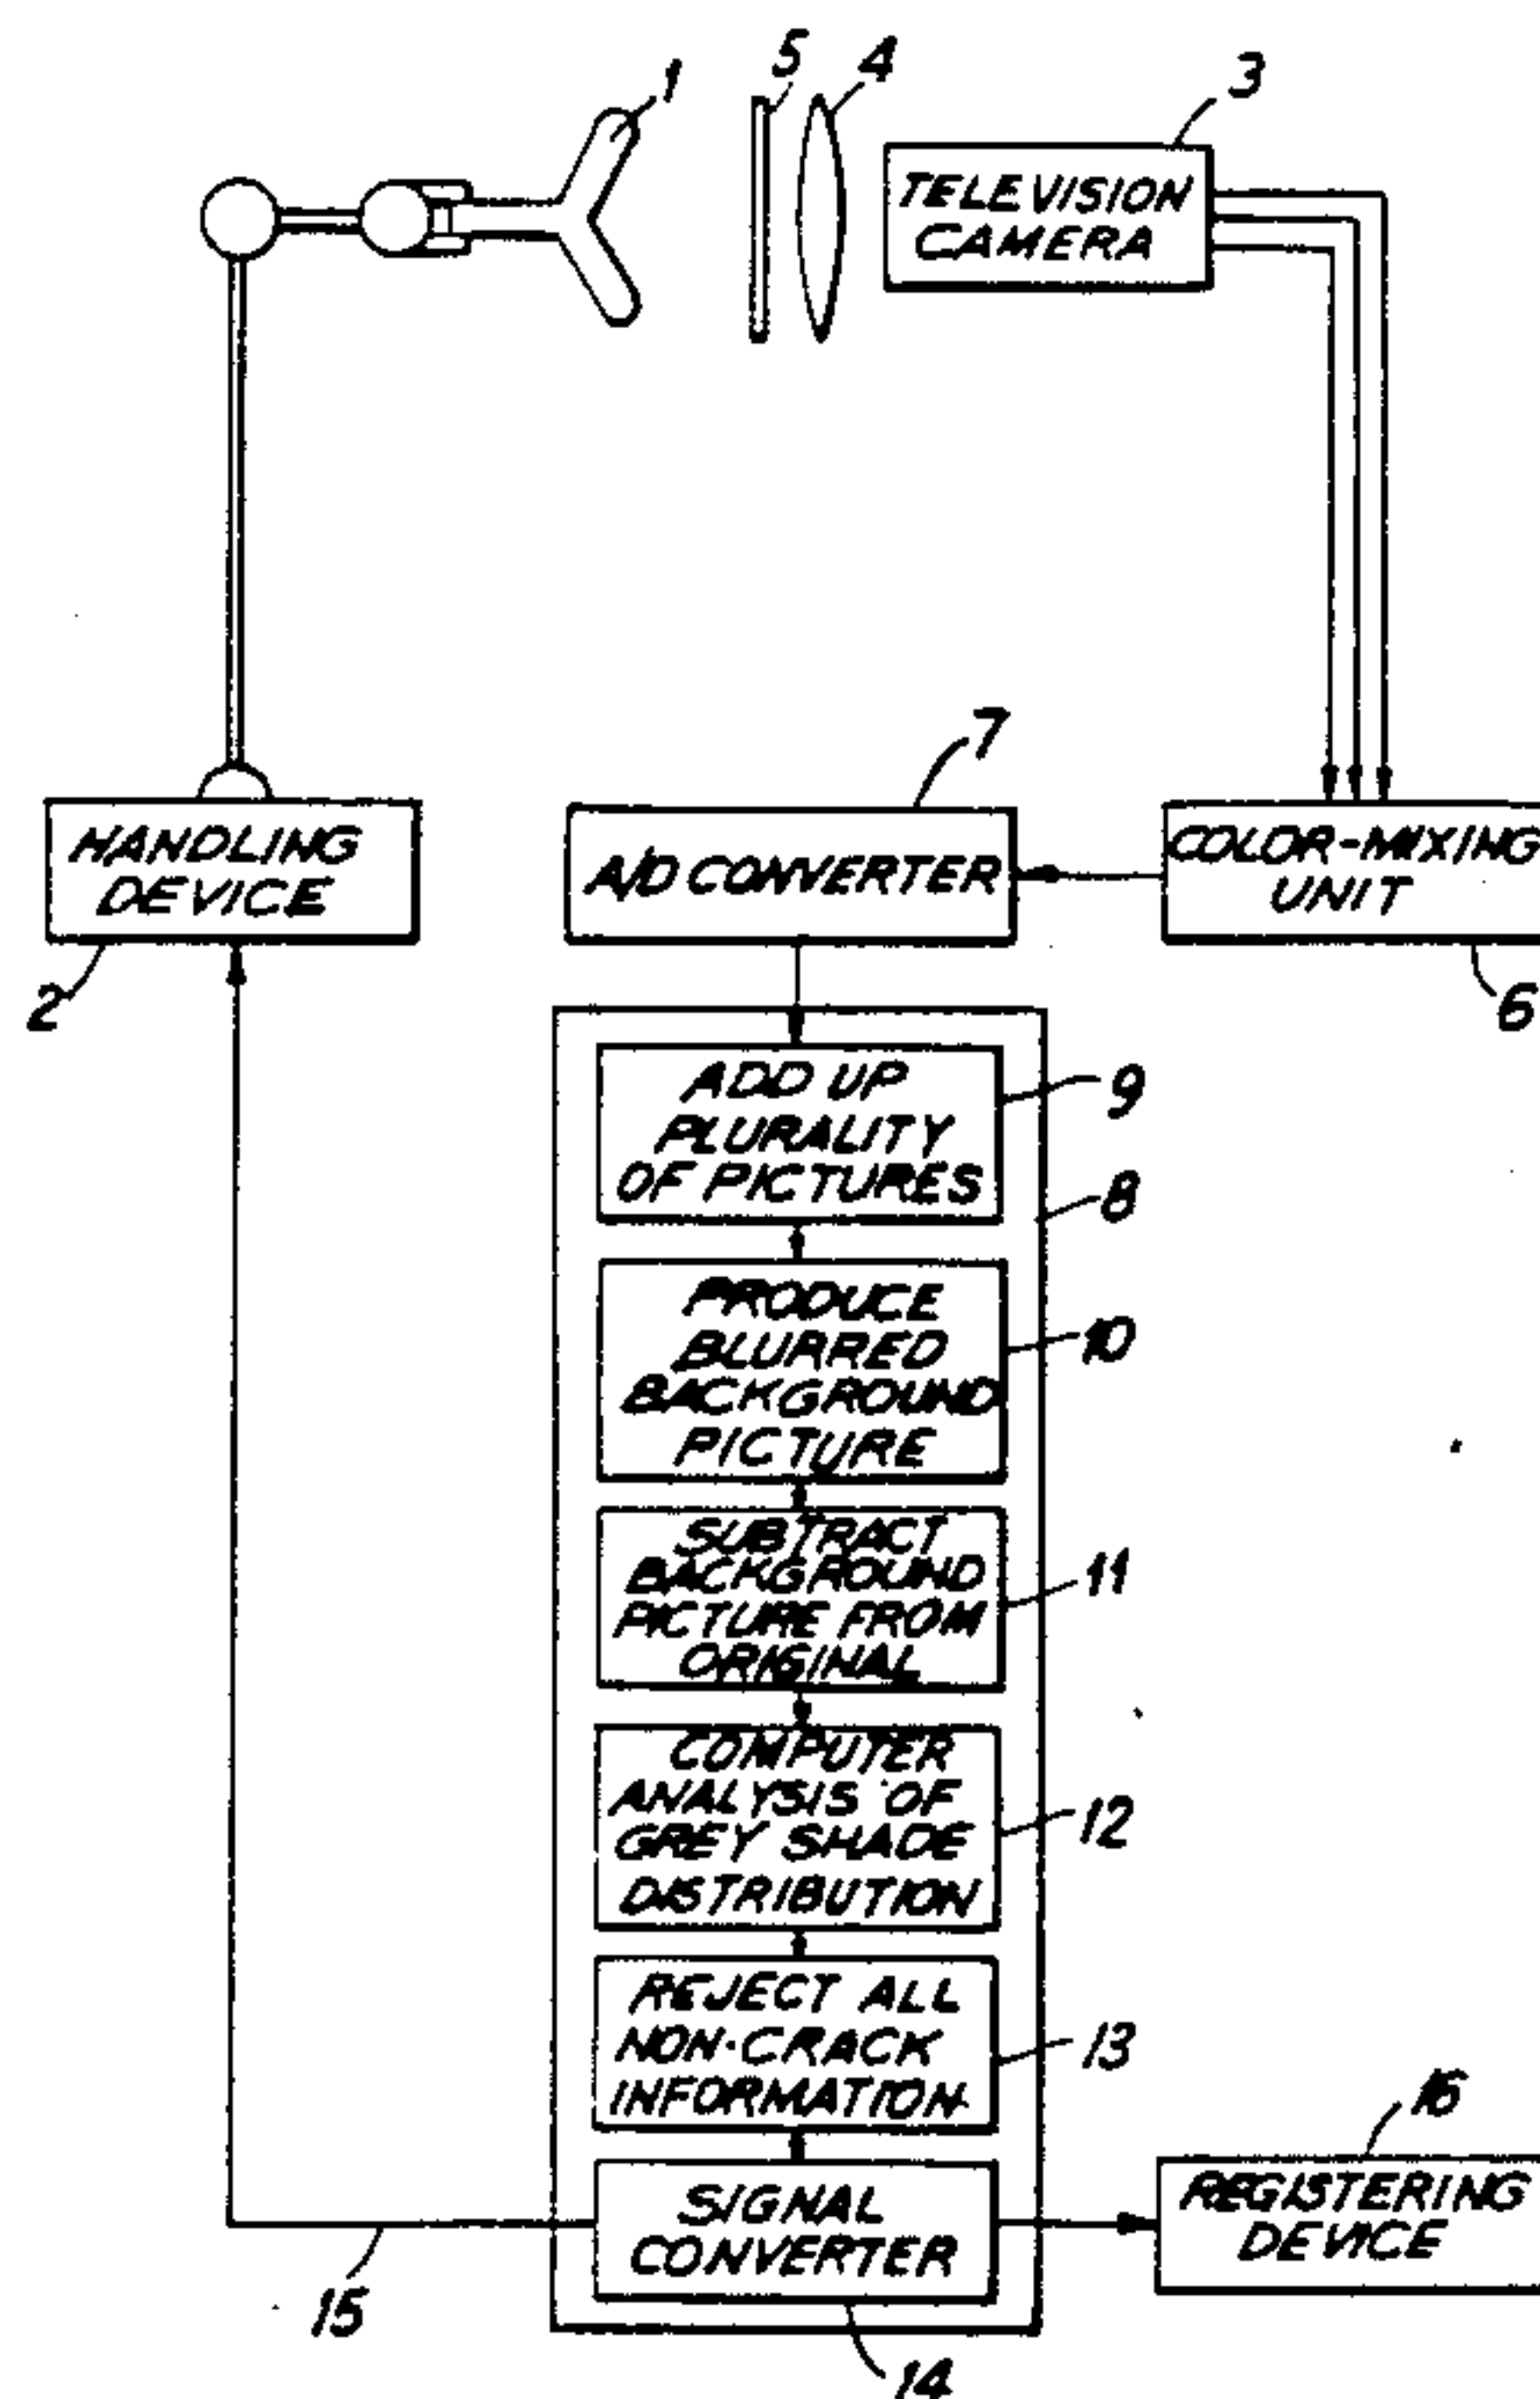 5
4
3
1
TELEVISION
CAMERA
7
HANDLING
DEVICE
A/D CONVERTER
COLOR-MIXING
UNIT
2
6
ADD UP
PLURALITY
OF PICTURES
9
8
PRODUCE
BLURRED
BACKGROUND
PICTURE
10
SUBTRACT
BACKGROUND
PICTURE FROM
ORIGINAL
11
COMPUTER
ANALYSIS OF
GREY SHADE
DISTRIBUTION
12
REJECT ALL
NON-CRACK
INFORMATION
13
16
SIGNAL
CONVERTER
REGISTERING
DEVICE
15
14